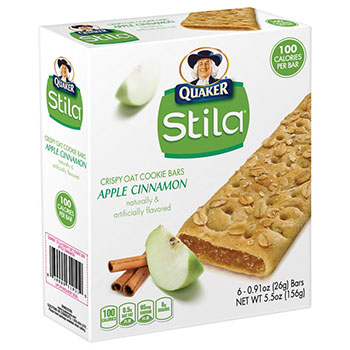 100
CALORIES
PER BAR
QUAKER
Stila
CRISPY OAT COOKIE BARS
APPLE CINNAMON
naturally &
artificially flavored
100
CALORIES
PER BAR
100
CALORIES
6 - 0.91oz (26g) Bars
NET WT 5.5oz (156g)